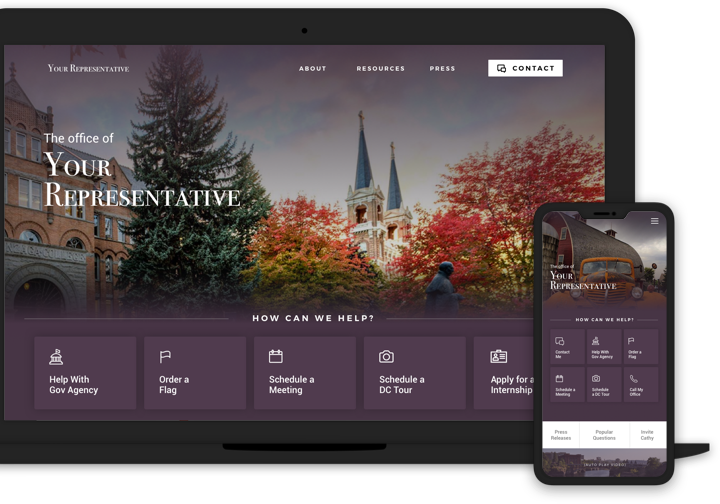 Your Representative
ABOUT RESOURCES PRESS CONTACT
The office of
Your
Representative
HOW CAN WE HELP?
Help With
Gov Agency
Order a
Flag
Schedule a
Meeting
Schedule a
DC Tour
Apply for a
Internship
The office of
Your
Representative
HOW CAN WE HELP?
Contact
Me
Help With
Gov Agency
Order a
Flag
Schedule a
Meeting
Schedule
a DC Tour
Call My
Office
Press
Releases
Popular
Questions
Invite
Cathy
(AUTO PLAY VIDEO)